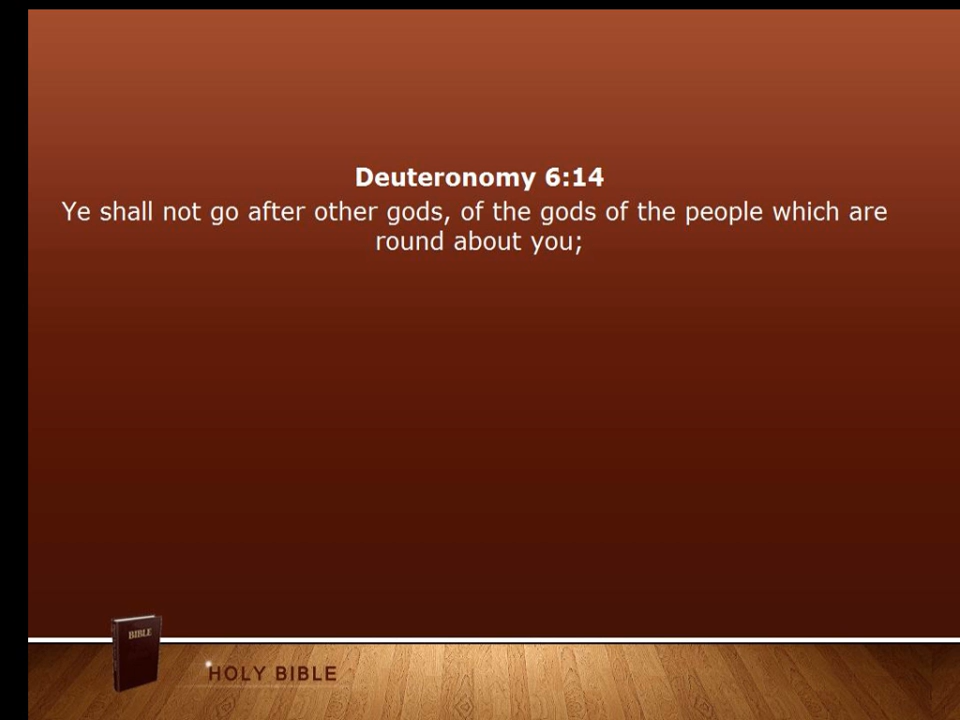 Deuteronomy 6:14
Ye shall not go after other gods, of the gods of the people which are
round about you;
BIBLE
HOLY BIBLE